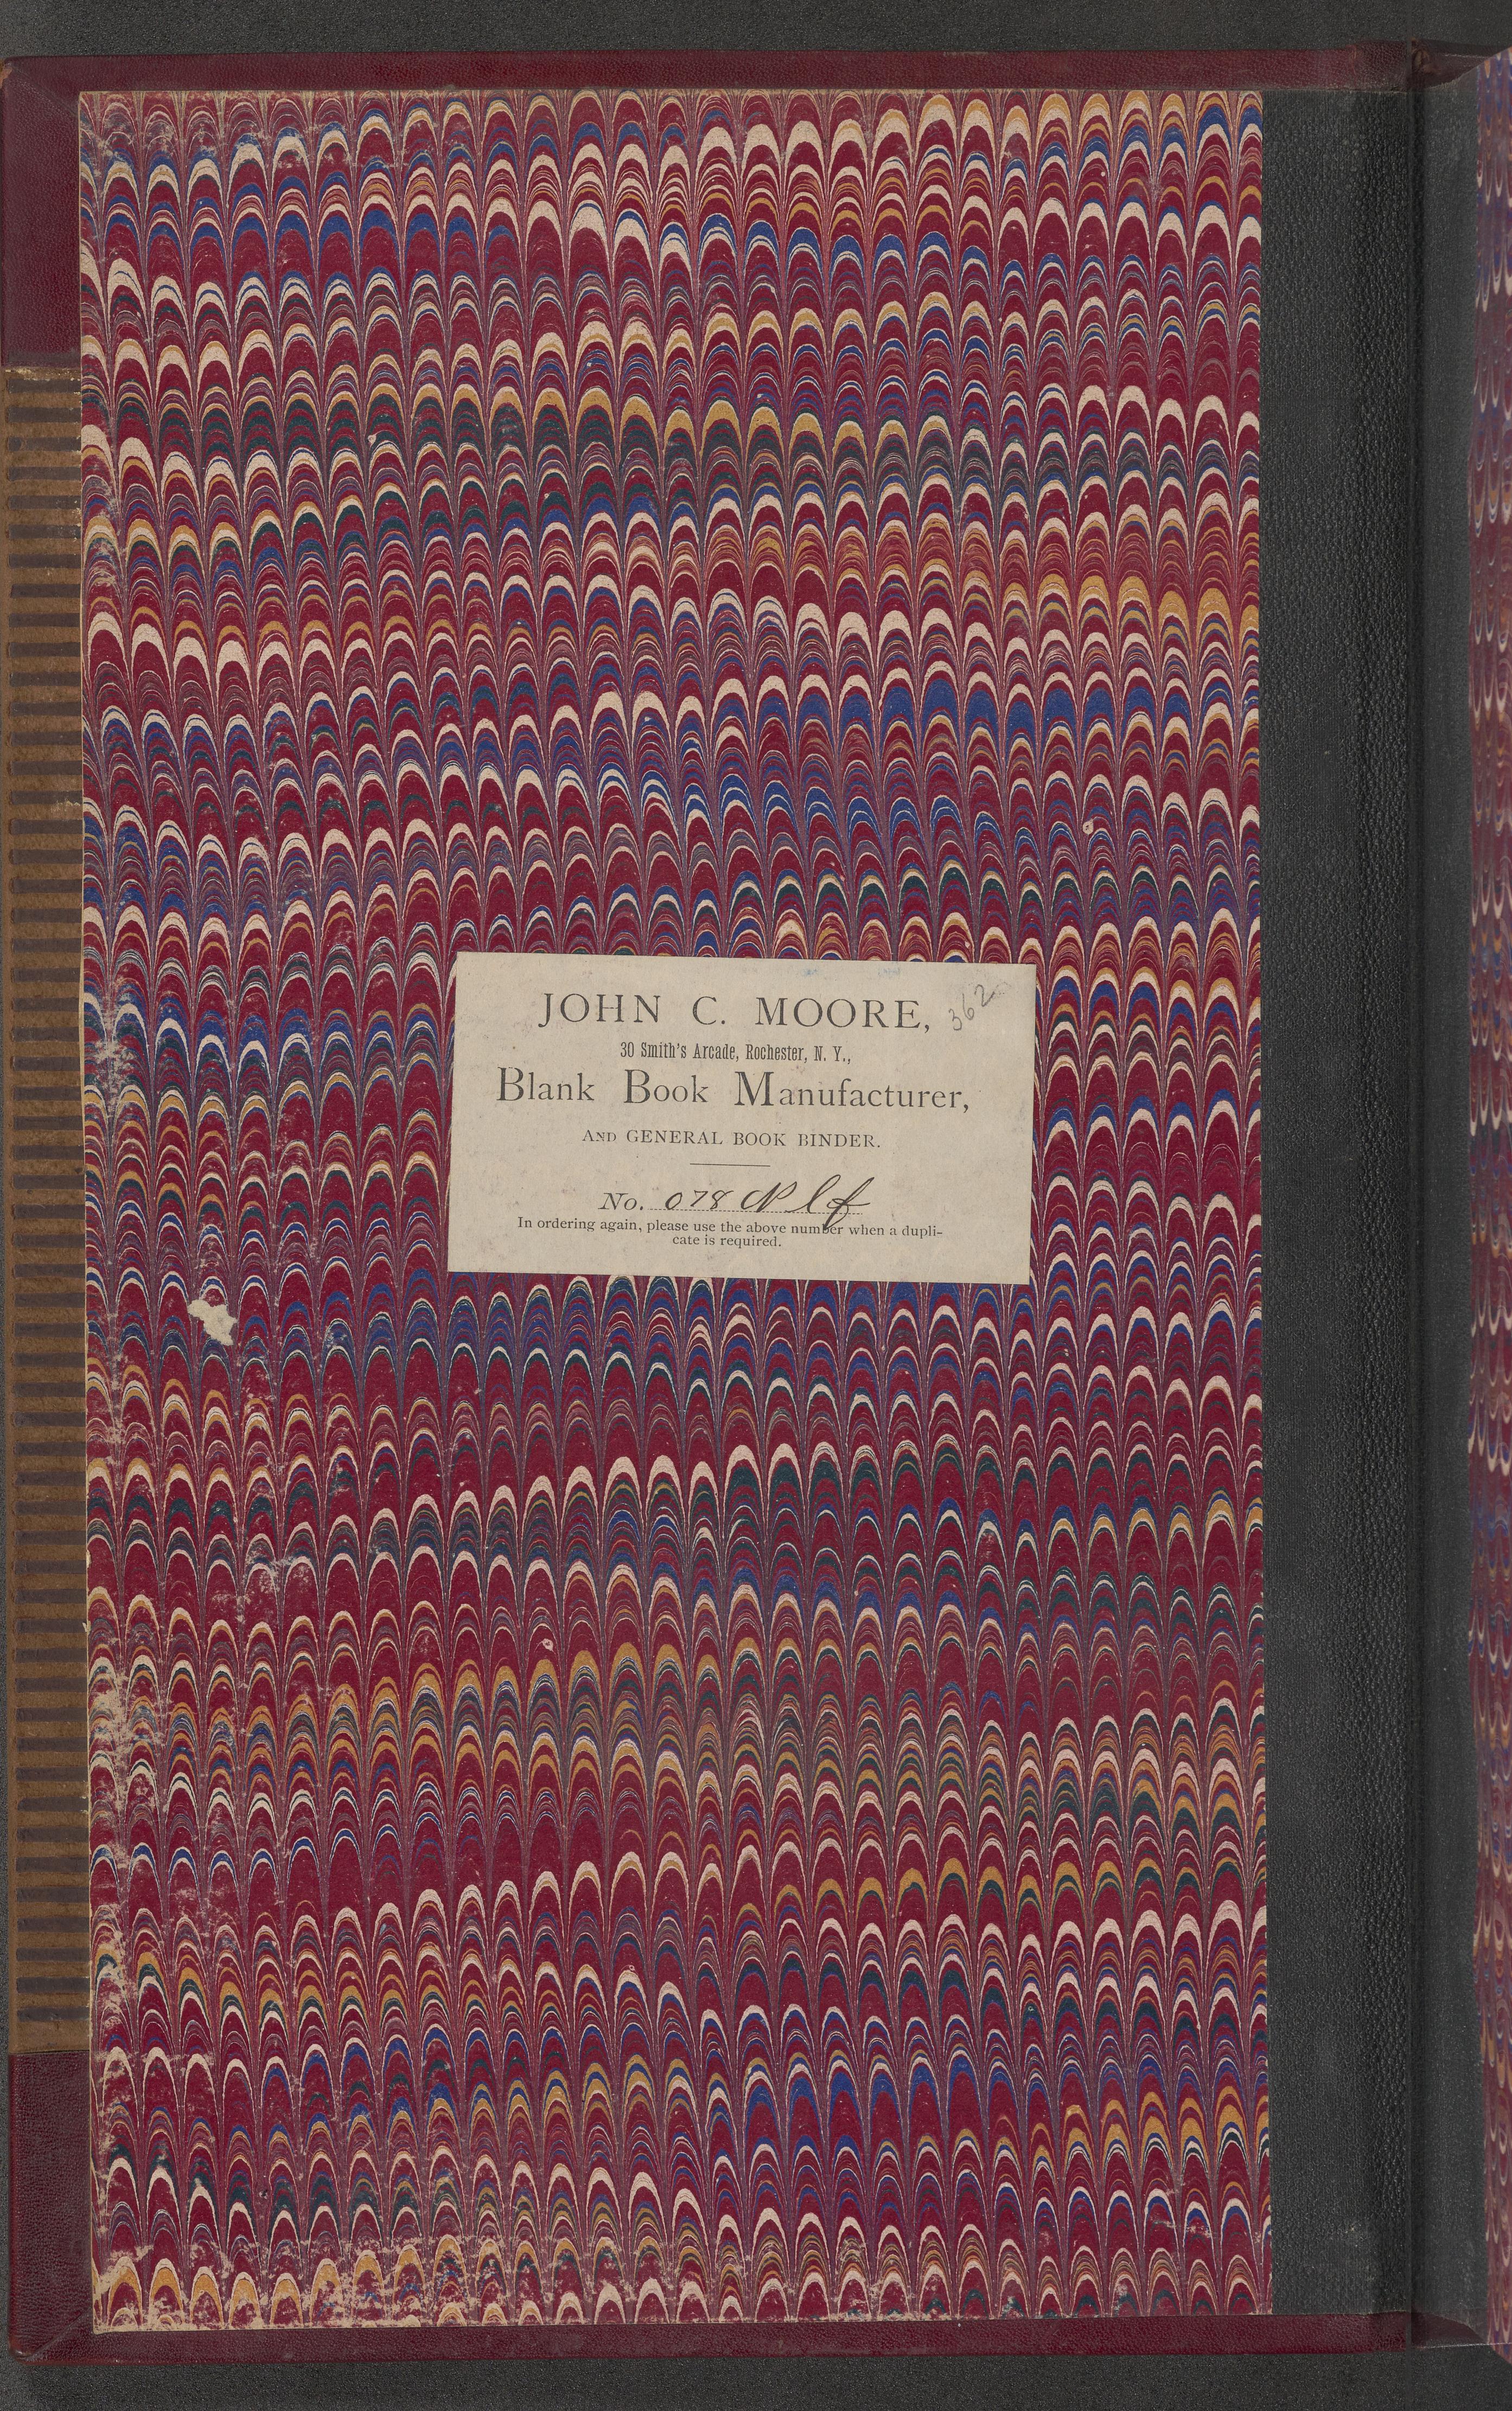 JOHN C. MOORE, 362
30 Smith's Arcade, Rochester, N. Y.,
Blank Book Manufacturer,
AND GENERAL BOOK BINDER.
No. 078
In ordering again, please use the above number when a dupli-
cate is required.